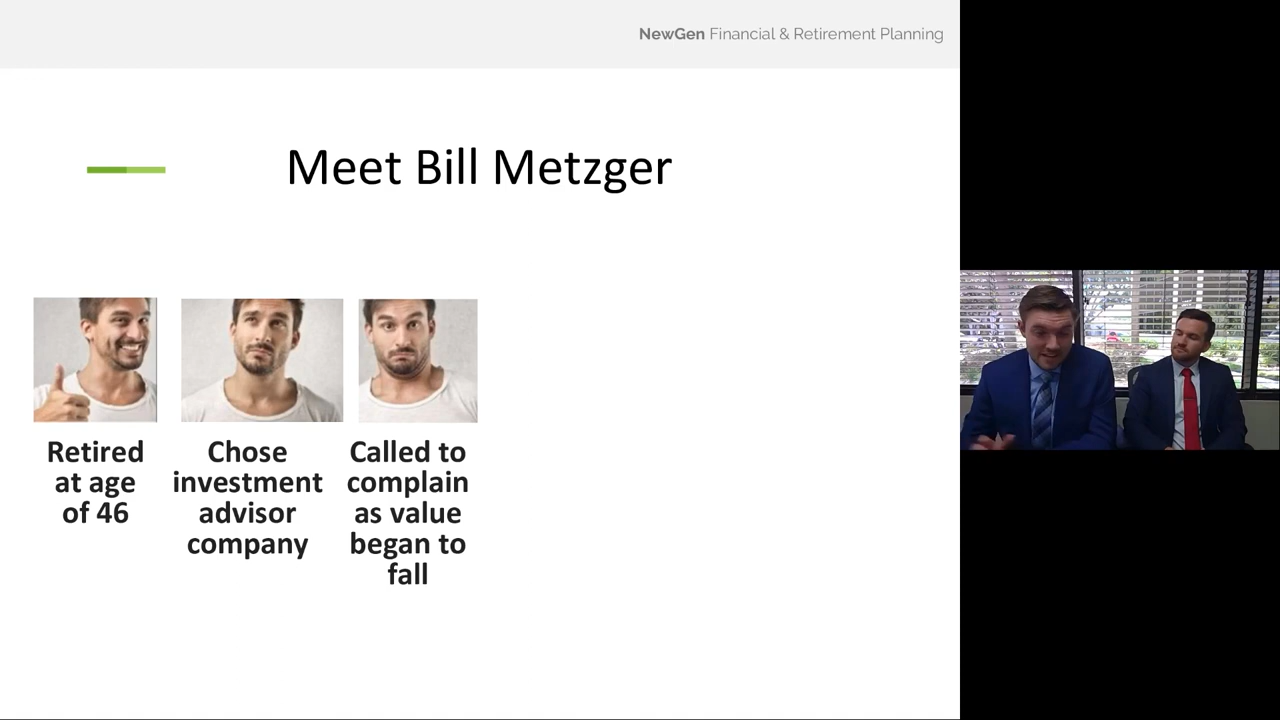 NewGen Financial & Retirement Planning
Meet Bill Metzger
Retired
at age
of 46
Chose
investment
advisor
company
Called to
complain
as value
began to
fall